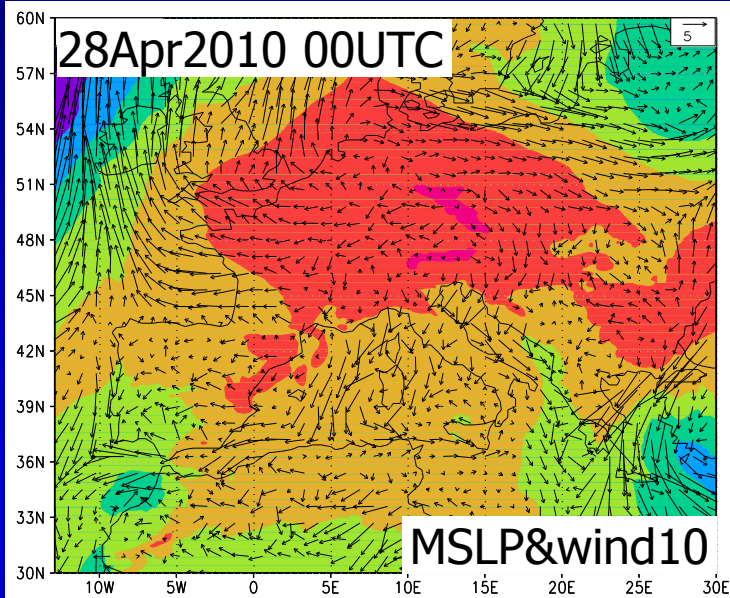 60N
28Apr2010 00UTC
5
57N
54N
51N
48N
45N
42N
39N
36N
33N
MSLP&wind10
30N
10W 5W 0 5E 10E 15E 20E 25E 30E